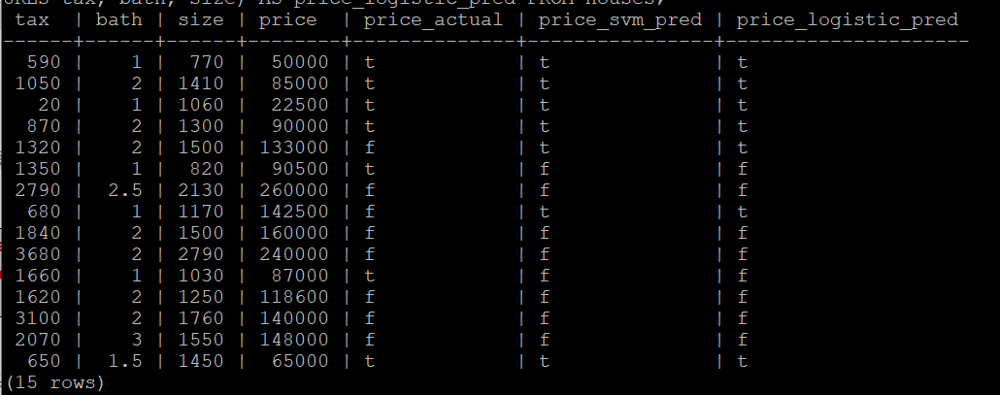 tax, bath, size) AS price_logistic_pred FROM houses;
 tax  | bath | size | price  | price_actual | price_svm_pred | price_logistic_pred
------+------+------+--------+--------------+----------------+---------------------
  590 |    1 |  770 |  50000 | t            | t              | t
 1050 |    2 | 1410 |  85000 | t            | t              | t
   20 |    1 | 1060 |  22500 | t            | t              | t
  870 |    2 | 1300 |  90000 | t            | t              | t
 1320 |    2 | 1500 | 133000 | f            | t              | t
 1350 |    1 |  820 |  90500 | t            | f              | f
 2790 |  2.5 | 2130 | 260000 | f            | f              | f
  680 |    1 | 1170 | 142500 | f            | t              | t
 1840 |    2 | 1500 | 160000 | f            | f              | f
 3680 |    2 | 2790 | 240000 | f            | f              | f
 1660 |    1 | 1030 |  87000 | t            | f              | f
 1620 |    2 | 1250 | 118600 | f            | f              | f
 3100 |    2 | 1760 | 140000 | f            | f              | f
 2070 |    3 | 1550 | 148000 | f            | f              | f
  650 |  1.5 | 1450 |  65000 | t            | t              | t
(15 rows)